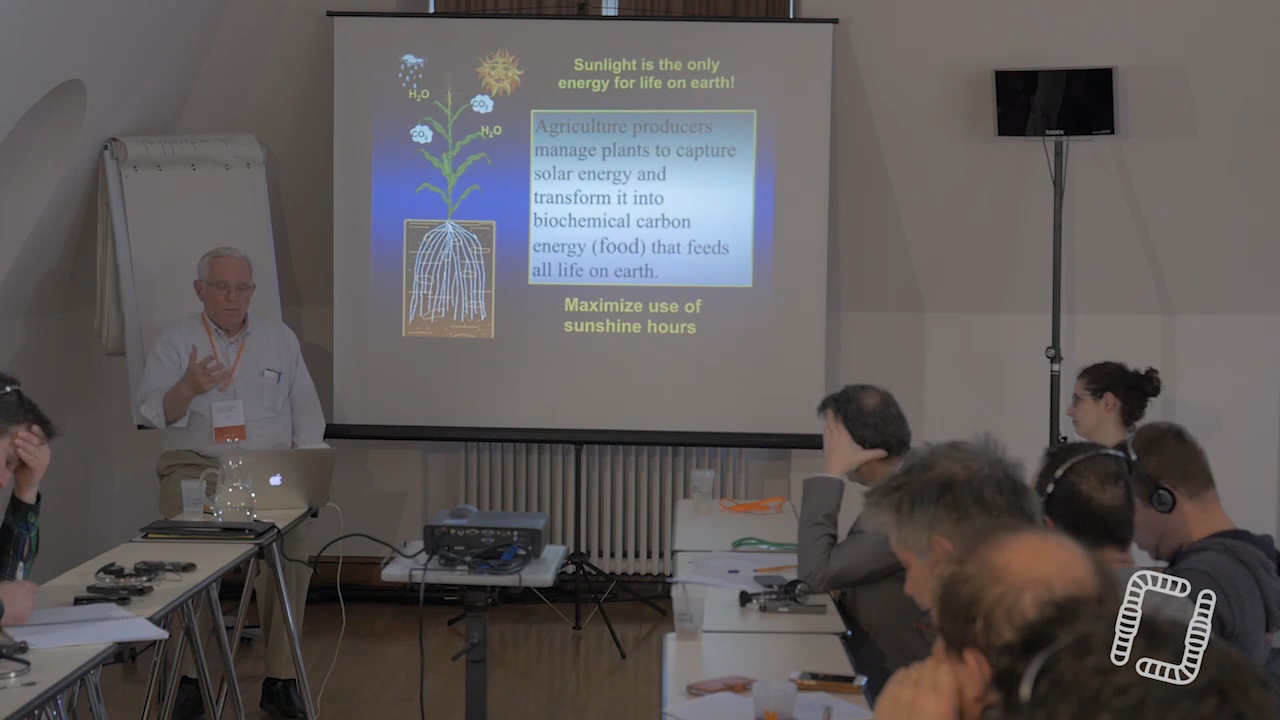 Sunlight is the only
energy for life on earth!
H₂O
CO₂
CO₂
H₂O
Agriculture producers
manage plants to capture
solar energy and
transform it into
biochemical carbon
energy (food) that feeds
all life on earth.
Maximize use of
sunshine hours